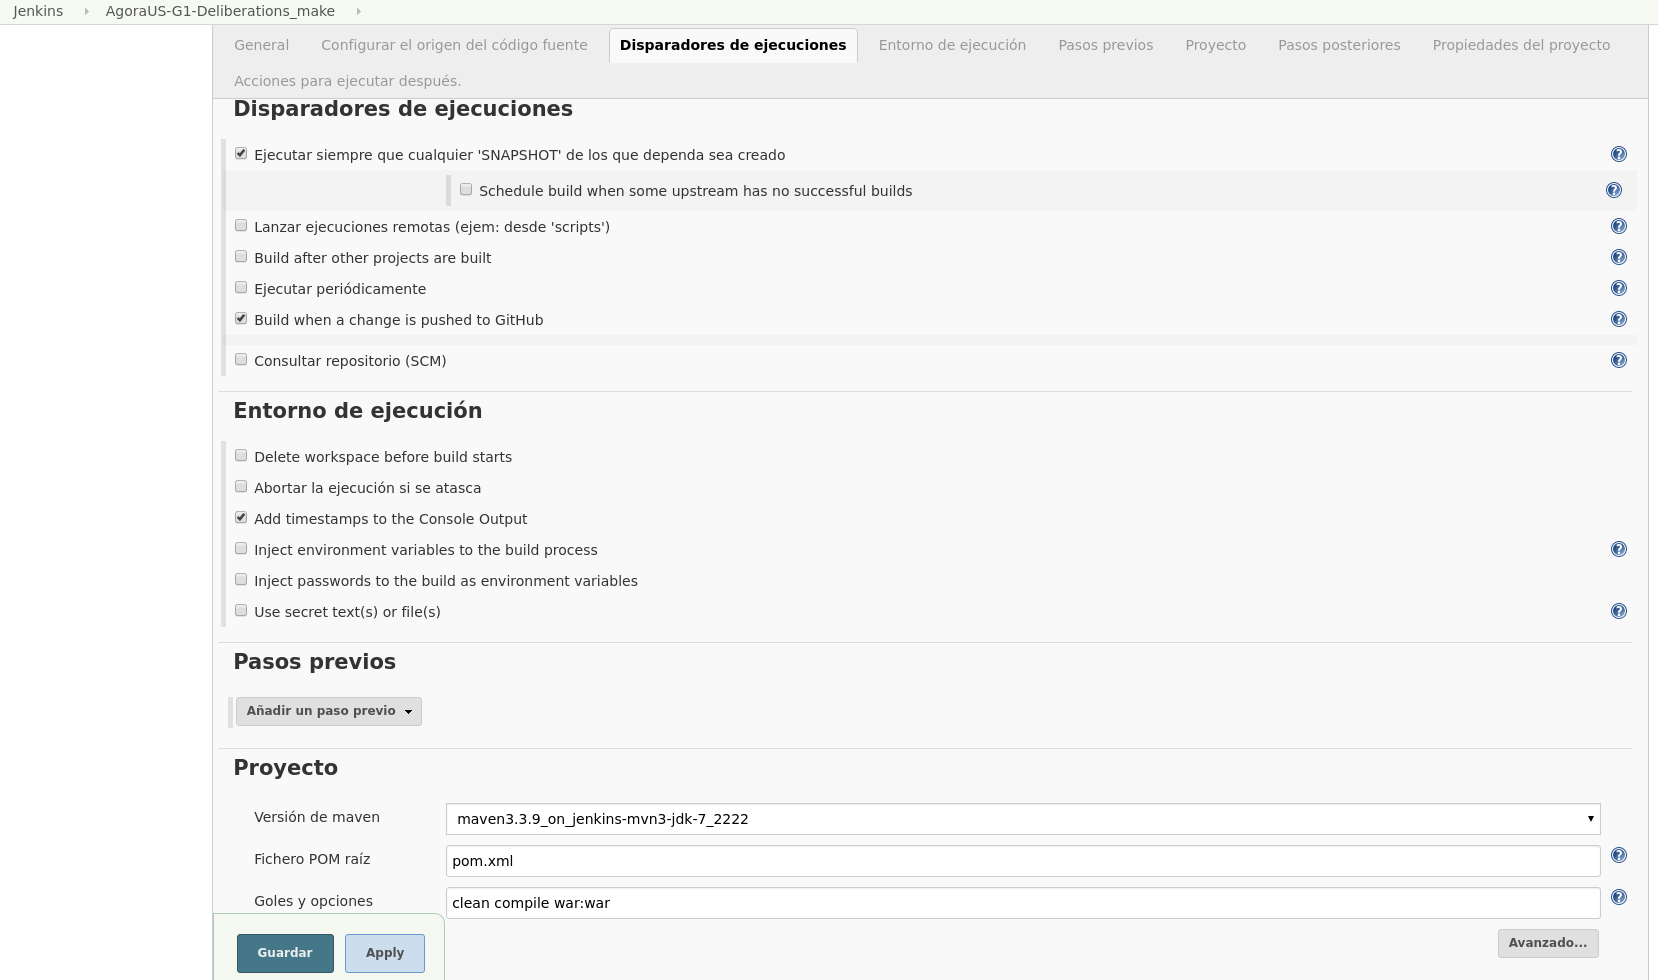 Jenkins AgoraUS-G1-Deliberations_make
General Configurar el origen del código fuente Disparadores de ejecuciones Entorno de ejecución Pasos previos Proyecto Pasos posteriores Propiedades del proyecto
Acciones para ejecutar después.
Disparadores de ejecuciones
Ejecutar siempre que cualquier 'SNAPSHOT' de los que dependa sea creado
Schedule build when some upstream has no successful builds
Lanzar ejecuciones remotas (ejem: desde 'scripts')
Build after other projects are built
Ejecutar periódicamente
Build when a change is pushed to GitHub
Consultar repositorio (SCM)
Entorno de ejecución
Delete workspace before build starts
Abortar la ejecución si se atasca
Add timestamps to the Console Output
Inject environment variables to the build process
Inject passwords to the build as environment variables
Use secret text(s) or file(s)
Pasos previos
Añadir un paso previo
Proyecto
Versión de maven maven3.3.9_on_jenkins-mvn3-jdk-7_2222
Fichero POM raíz pom.xml
Goles y opciones clean compile war:war
Avanzado...
Guardar Apply